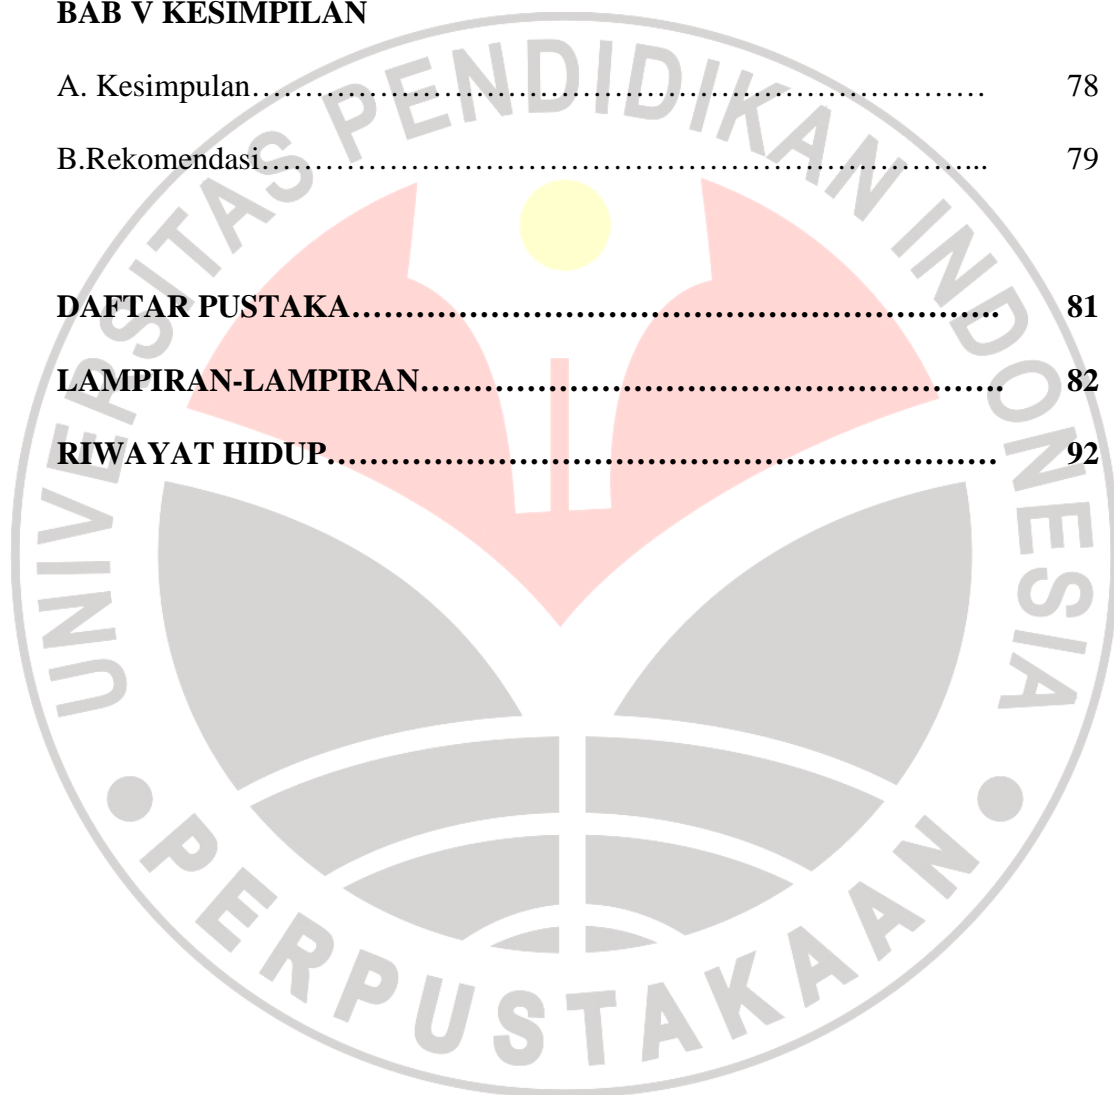 BAB V KESIMPILAN
A. Kesimpulan………………………………………………………………… 78
B.Rekomendasi………………………………………………………………... 79
DAFTAR PUSTAKA……………………………………………………. 81
LAMPIRAN-LAMPIRAN………………………………………………. 82
RIWAYAT HIDUP……………………………………………………… 92
UNIVERSITAS PENDIDIKAN INDONESIA
PERPUSTAKAAN